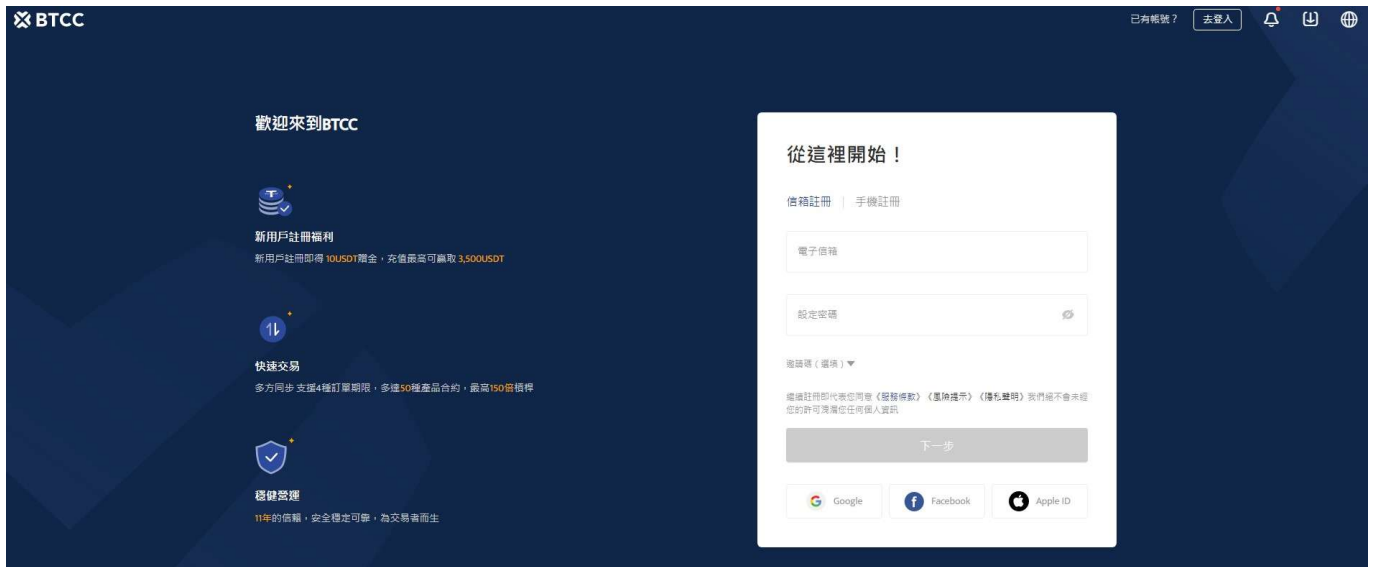 BTCC
已有帳號？
去登入
歡迎來到BTCC
新用戶註冊福利
新用戶註冊即得 10USDT贈金，充值最高可贏取 3,500USDT
快速交易
多方同步 支援4種訂單期限，多達50種產品合約，最高150倍槓桿
穩健營運
11年的信賴，安全穩定可靠，為交易者而生
從這裡開始！
信箱註冊
手機註冊
電子信箱
設定密碼
邀請碼（選填）
繼續註冊即代表您同意《服務條款》《風險提示》《隱私聲明》我們絕不會未經
您的許可洩漏您任何個人資訊
下一步
Google
Facebook
Apple ID